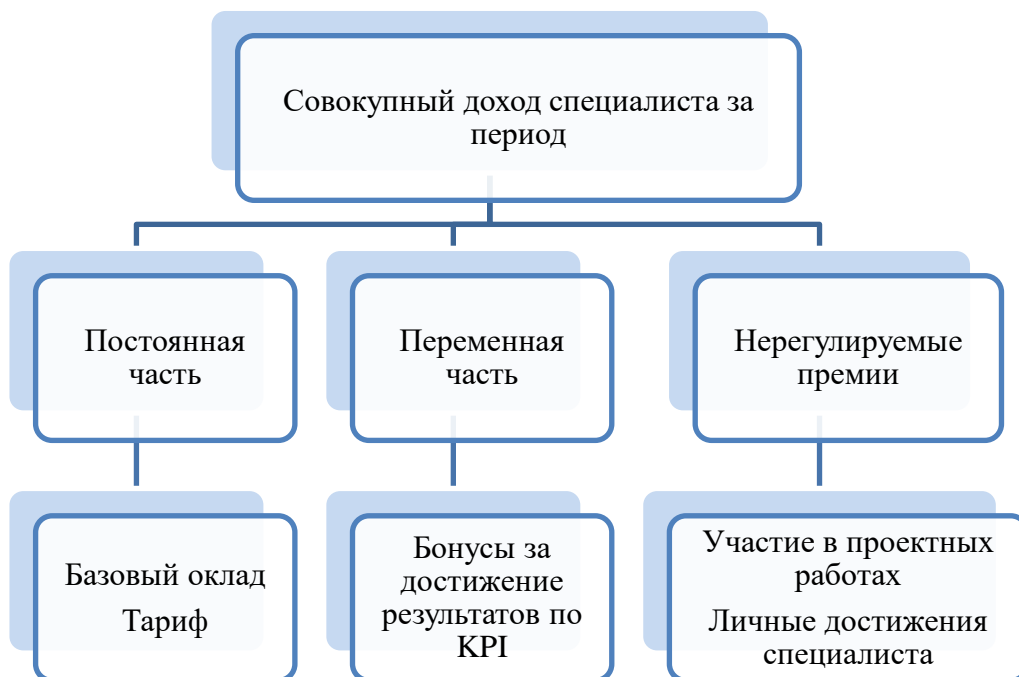 Совокупный доход специалиста за
период
Постоянная
часть
Переменная
часть
Нерегулируемые
премии
Базовый оклад
Тариф
Бонусы за
достижение
результатов по
KPI
Участие в проектных
работах
Личные достижения
специалиста